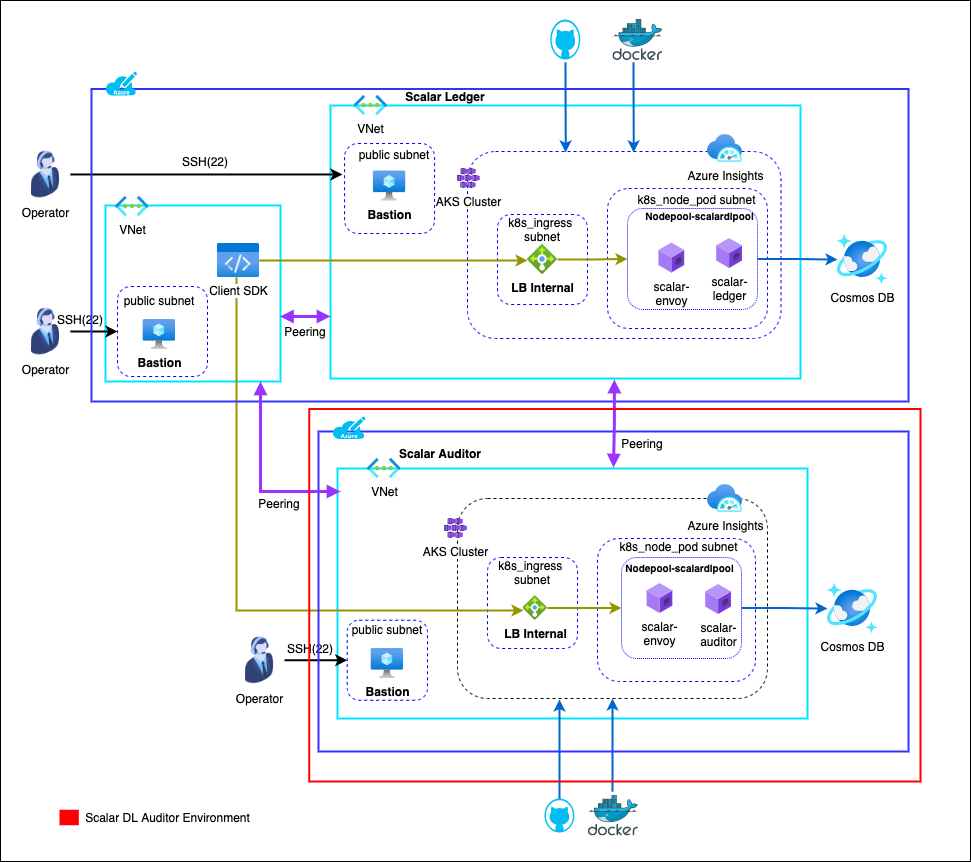 docker
Azure
Scalar Ledger
VNet
public subnet
Bastion
SSH(22)
Operator
AKS Cluster
Azure Insights
k8s_node_pod subnet
Nodepool-scalardlpool
k8s_ingress
subnet
LB Internal
scalar-
envoy
scalar-
ledger
Cosmos DB
VNet
Client SDK
public subnet
Bastion
SSH(22)
Operator
Peering
Peering
Peering
Azure
Scalar Auditor
VNet
AKS Cluster
Azure Insights
k8s_node_pod subnet
Nodepool-scalardlpool
k8s_ingress
subnet
LB Internal
scalar-
envoy
scalar-
auditor
Cosmos DB
public subnet
Bastion
SSH(22)
Operator
docker
Scalar DL Auditor Environment